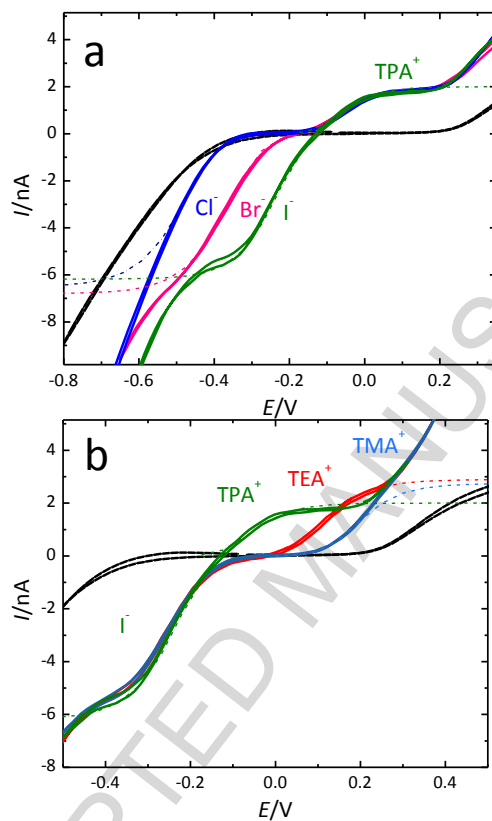 a
4
2
0
-2
-4
-6
-8
I/nA
TPA⁺
Cl⁻
Br⁻
I⁻
-0.8 -0.6 -0.4 -0.2 0.0 0.2
E/V
b
4
2
0
-2
-4
-6
-8
I/nA
TMA⁺
TEA⁺
TPA⁺
I⁻
-0.4 -0.2 0.0 0.2 0.4
E/V
PTED MANUS